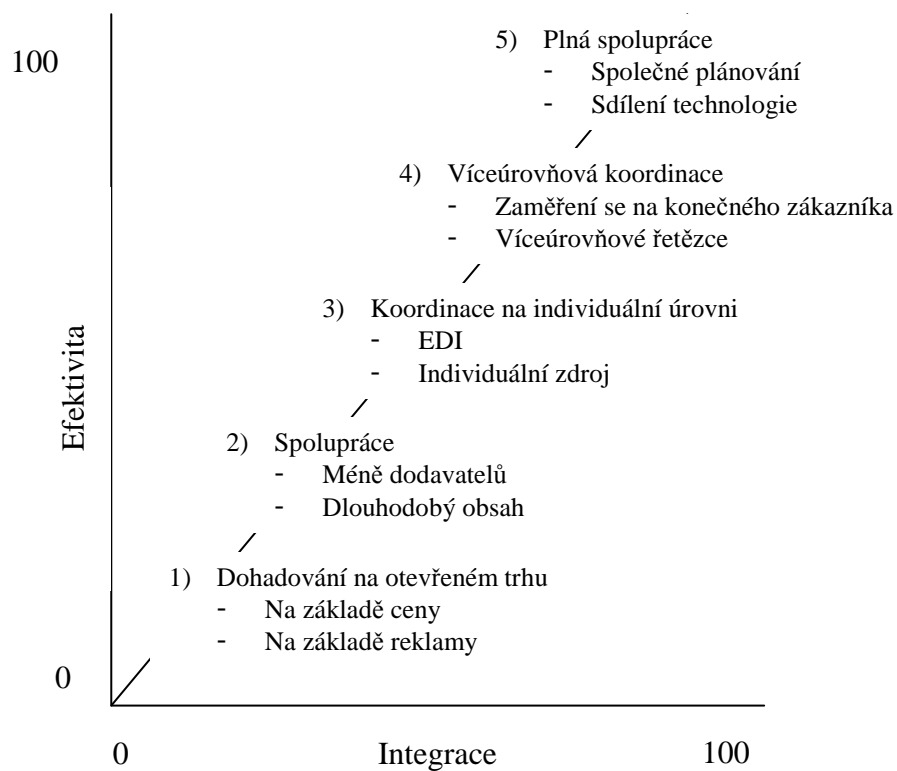 100
5) Plná spolupráce
- Společné plánování
- Sdílení technologie
4) Víceúrovňová koordinace
- Zaměření se na konečného zákazníka
- Víceúrovňové řetězce
3) Koordinace na individuální úrovni
- EDI
- Individuální zdroj
Efektivita
2) Spolupráce
- Méně dodavatelů
- Dlouhodobý obsah
1) Dohadování na otevřeném trhu
- Na základě ceny
- Na základě reklamy
0
0 Integrace 100